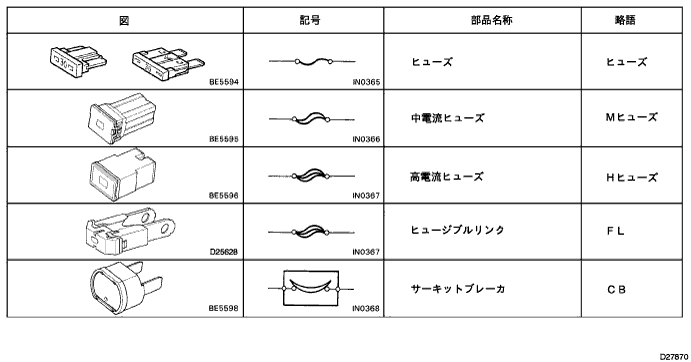 図 記号 部品名称 略語
BE5594 IN0365 ヒューズ ヒューズ
BE5595 IN0366 中電流ヒューズ Mヒューズ
BE5596 IN0367 高電流ヒューズ Hヒューズ
D25628 IN0367 ヒュージブルリンク FL
BE5598 IN0368 サーキットブレーカ CB
D27870